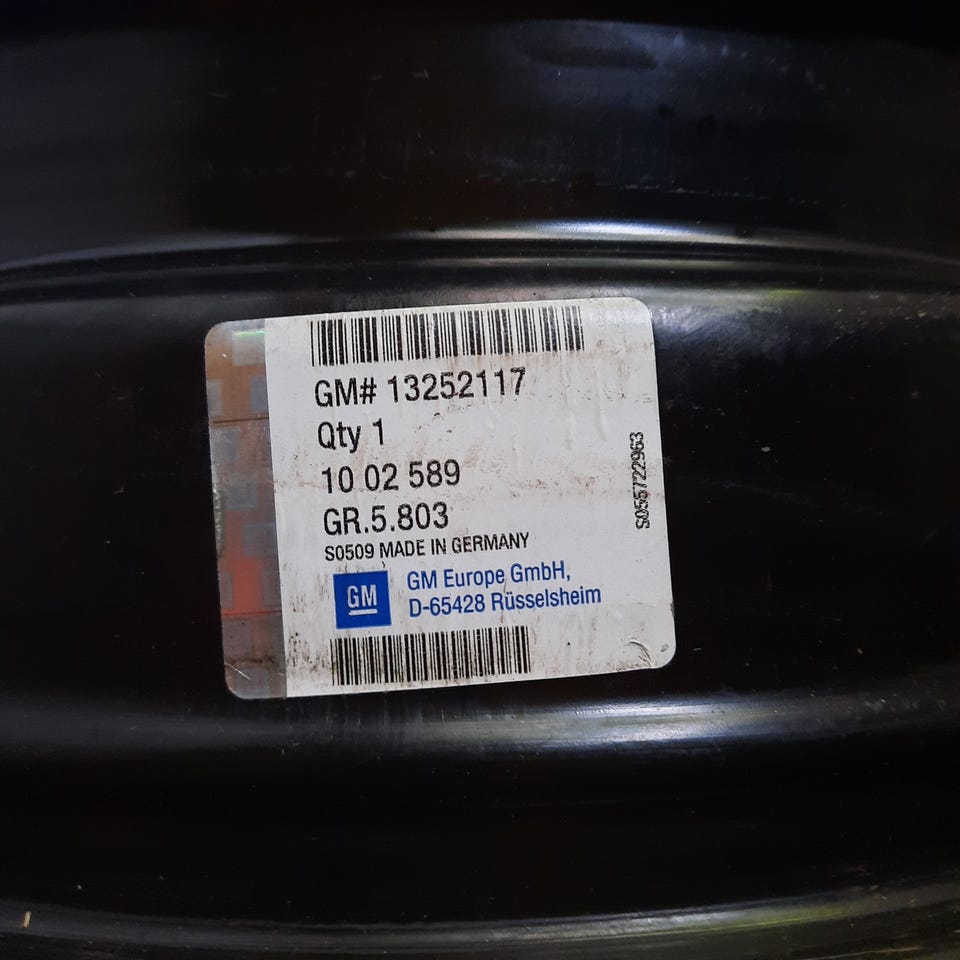 GM# 13252117
Qty 1
10 02 589
GR.5.803
S0509 MADE IN GERMANY
GM
GM Europe GmbH,
D-65428 Rüsselsheim
S0555722963